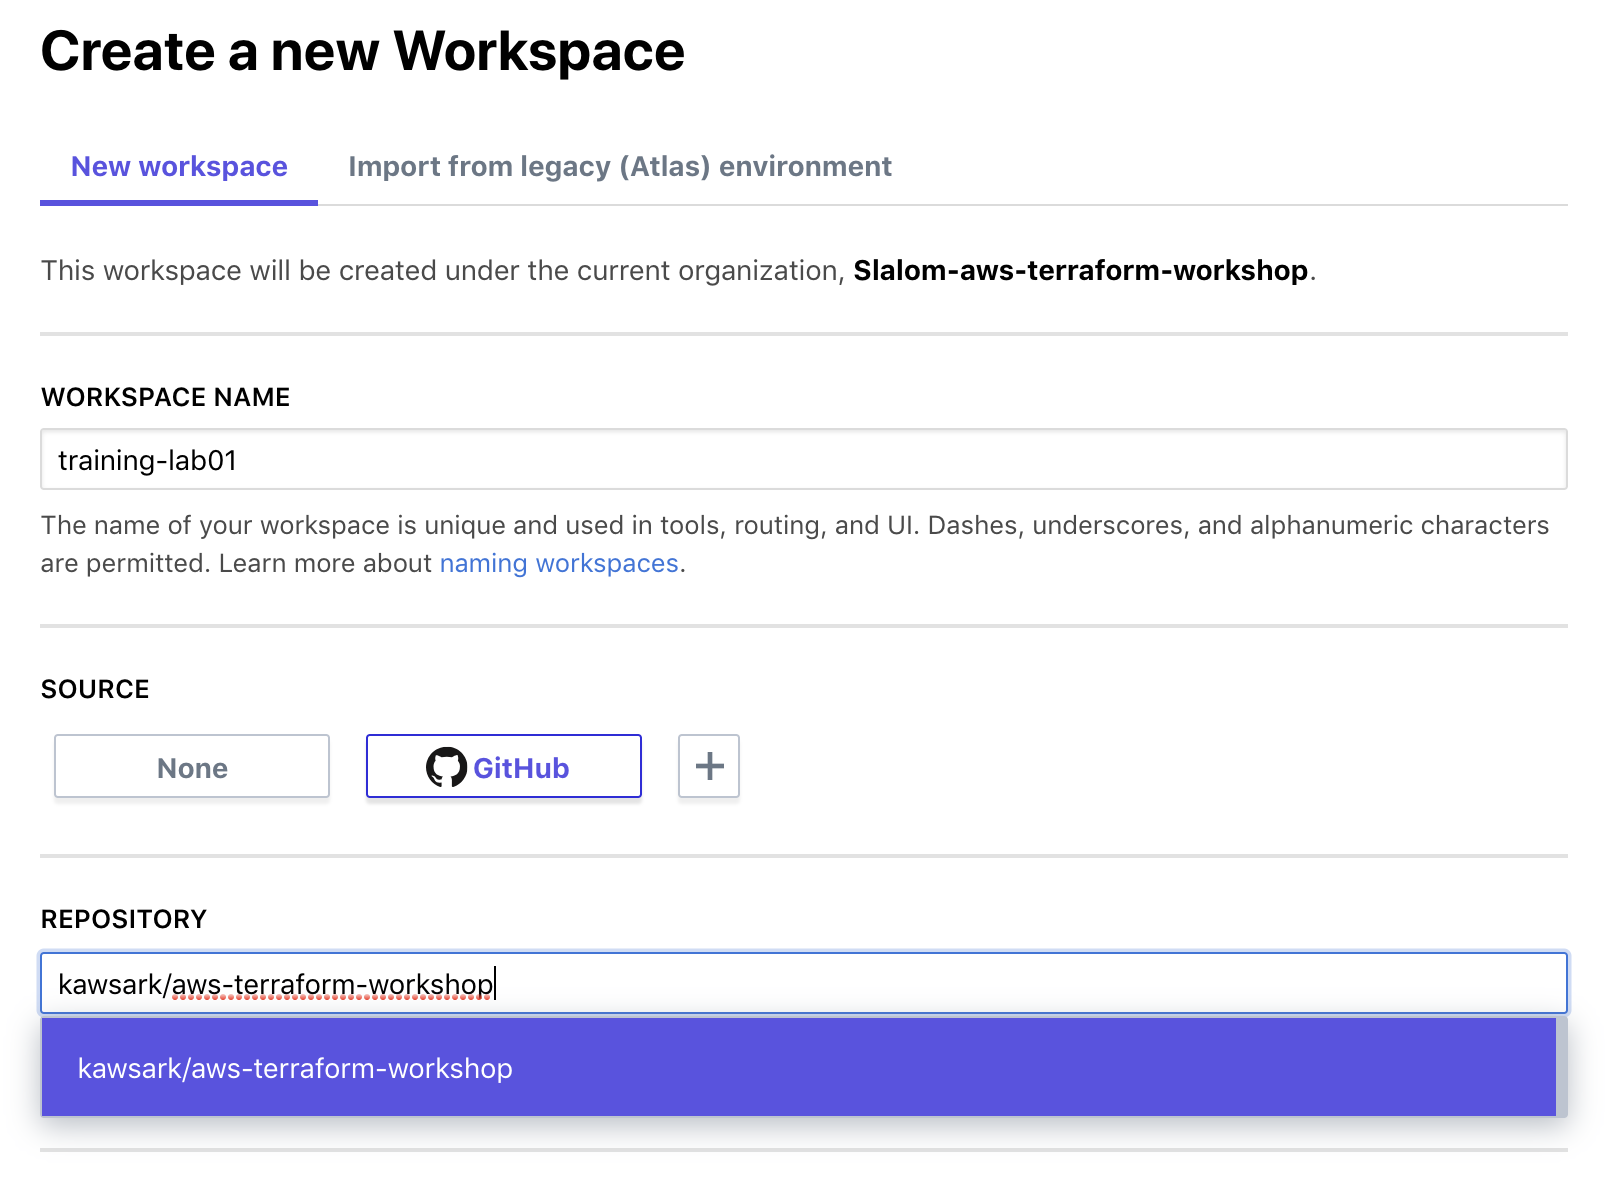 Create a new Workspace
New workspace
Import from legacy (Atlas) environment
This workspace will be created under the current organization, Slalom-aws-terraform-workshop.
WORKSPACE NAME
training-lab01
The name of your workspace is unique and used in tools, routing, and UI. Dashes, underscores, and alphanumeric characters
are permitted. Learn more about naming workspaces.
SOURCE
None
GitHub
+
REPOSITORY
kawsark/aws-terraform-workshop
kawsark/aws-terraform-workshop